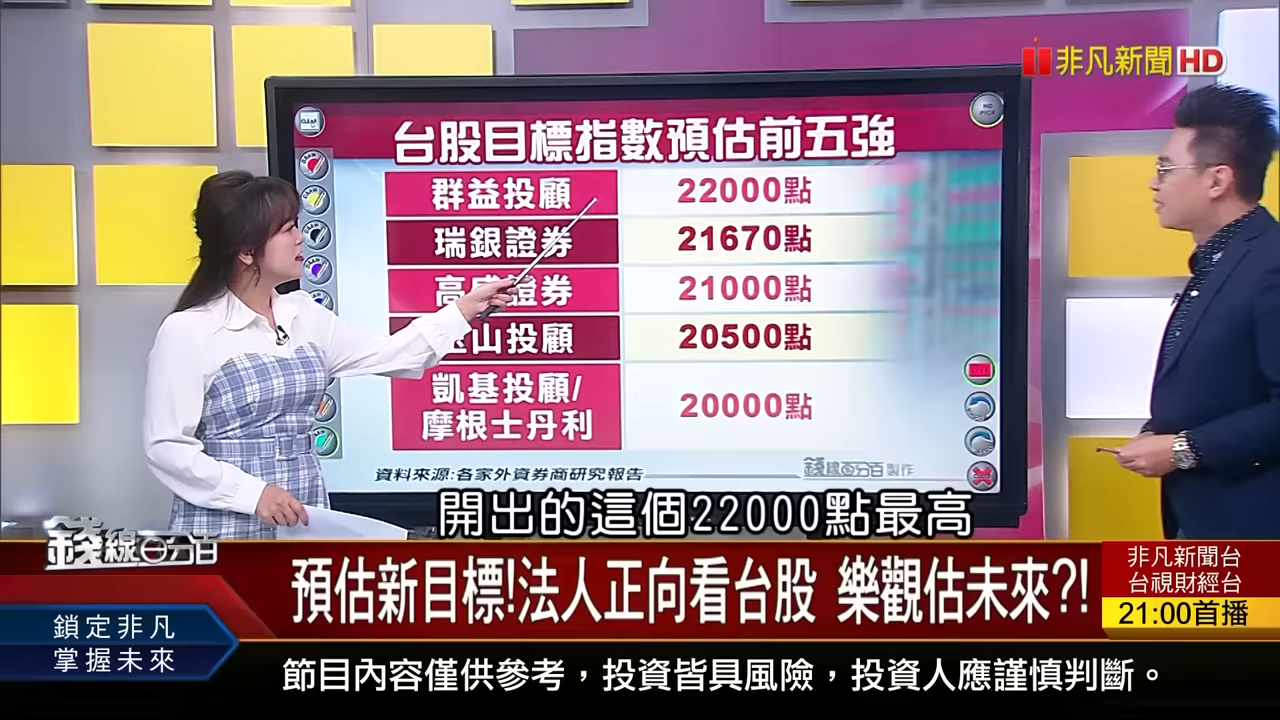 非凡新聞HD
CLEAR
NO PICK
台股目標指數預估前五強
群益投顧 22000點
瑞銀證券 21670點
高盛證券 21000點
山投顧 20500點
凱基投顧/
摩根士丹利 20000點
資料來源:各家外資券商研究報告
錢線百分百 製作
開出的這個22000點最高
錢線百分百
預估新目標!法人正向看台股 樂觀估未來?!
非凡新聞台
台視財經台
21:00首播
鎖定非凡
掌握未來
節目內容僅供參考，投資皆具風險，投資人應謹慎判斷。